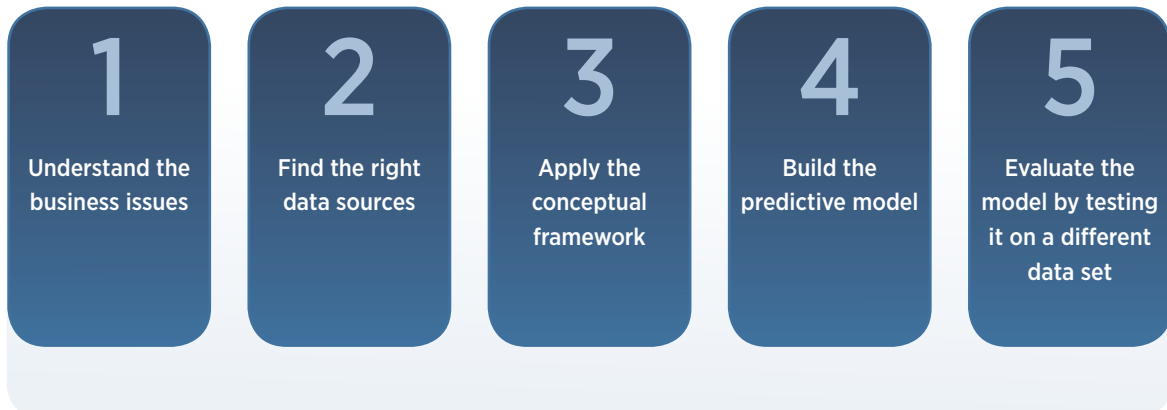 1
Understand the
business issues
2
Find the right
data sources
3
Apply the
conceptual
framework
4
Build the
predictive model
5
Evaluate the
model by testing
it on a different
data set